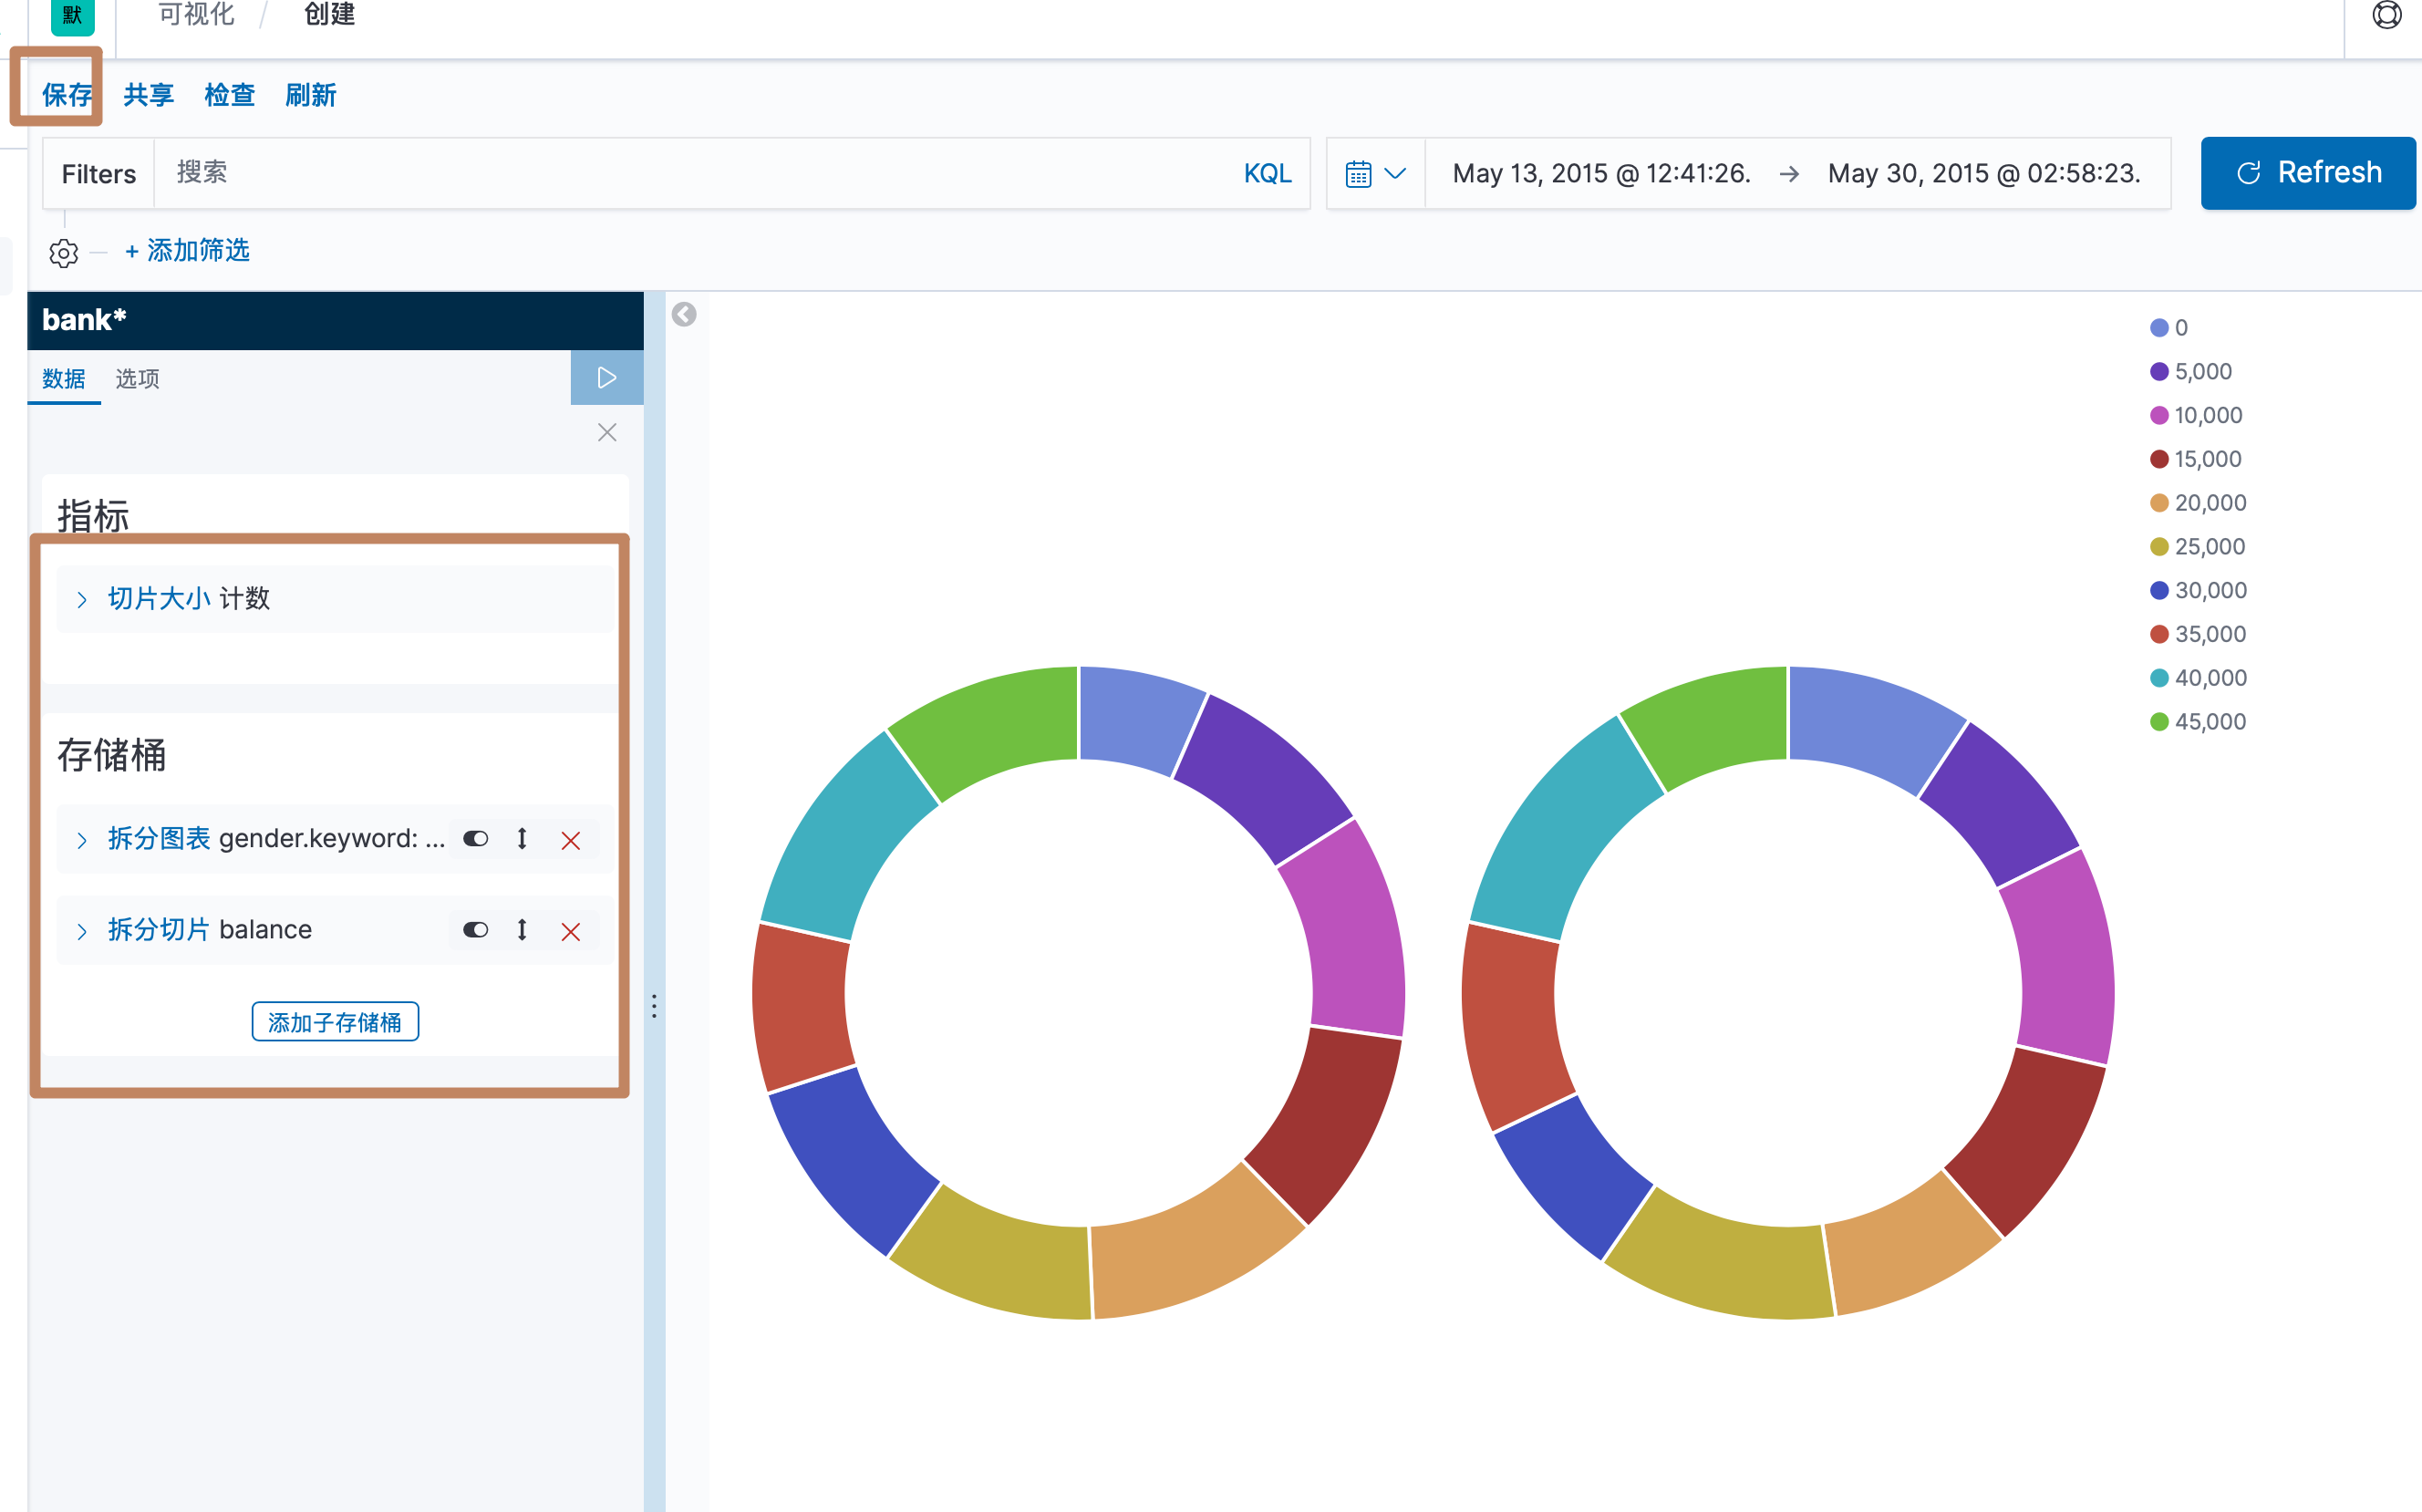 默 可视化 / 创建
保存 共享 检查 刷新
Filters 搜索 KQL May 13, 2015 @ 12:41:26. → May 30, 2015 @ 02:58:23. Refresh
+ 添加筛选
bank*
数据 选项
指标
切片大小 计数
存储桶
拆分图表 gender.keyword: ...
拆分切片 balance
添加子存储桶
0
5,000
10,000
15,000
20,000
25,000
30,000
35,000
40,000
45,000